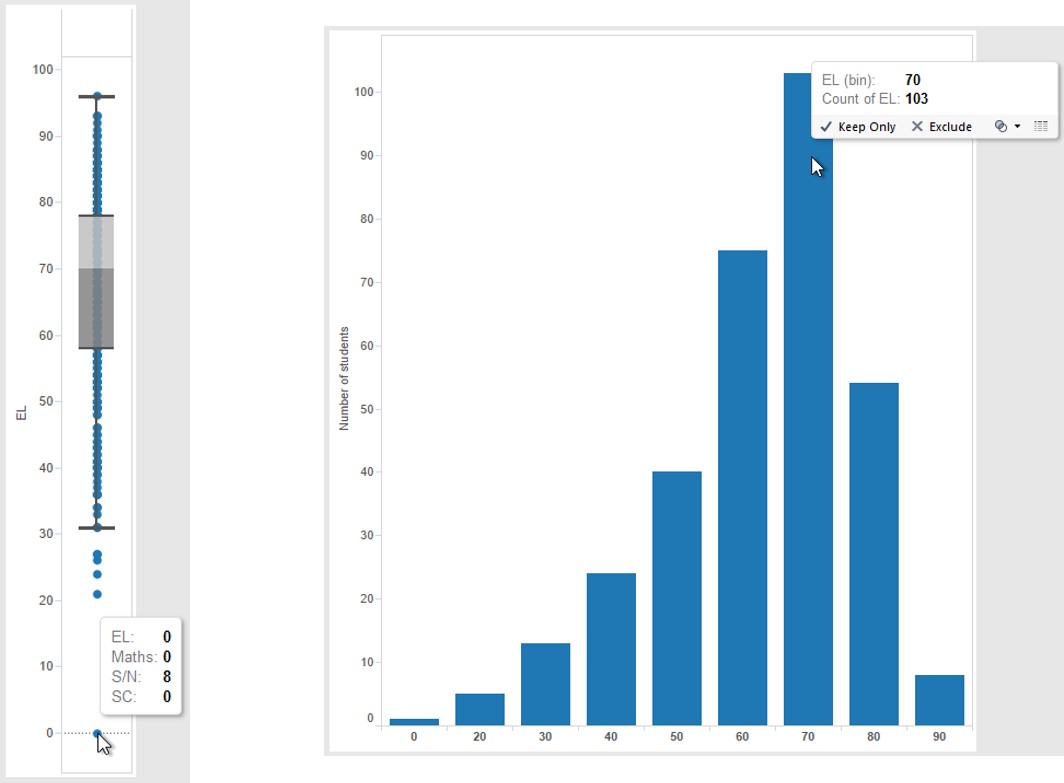 100
90
80
70
60
50
40
30
20
10
0
EL
EL: 0
Maths: 0
S/N: 8
SC: 0
100
90
80
70
60
50
40
30
20
10
0
Number of students
EL (bin): 70
Count of EL: 103
Keep Only Exclude
0 20 30 40 50 60 70 80 90